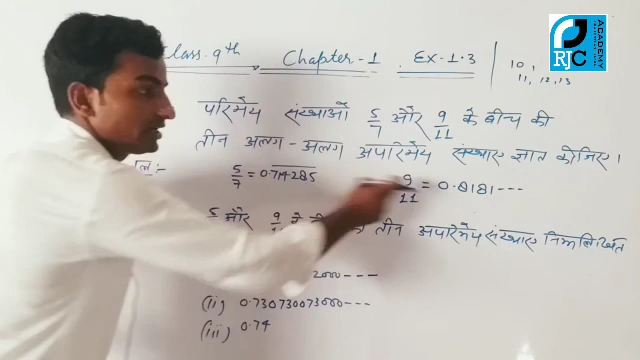 Class 9th Chapter-1 Ex-1.3
10,
11, 12, 13
RJC ACADEMY
परिमेय संख्याओं 5/7 और 9/11 के बीच की
तीन अलग-अलग अपरिमेय संख्याएं ज्ञात कीजिए।
5/7 = 0.714285
9/11 = 0.8181---
5 और 9 तीन अपरिमेय संख्याएं निम्नलिखित
2000---
(ii) 0.730730073000---
(iii) 0.74